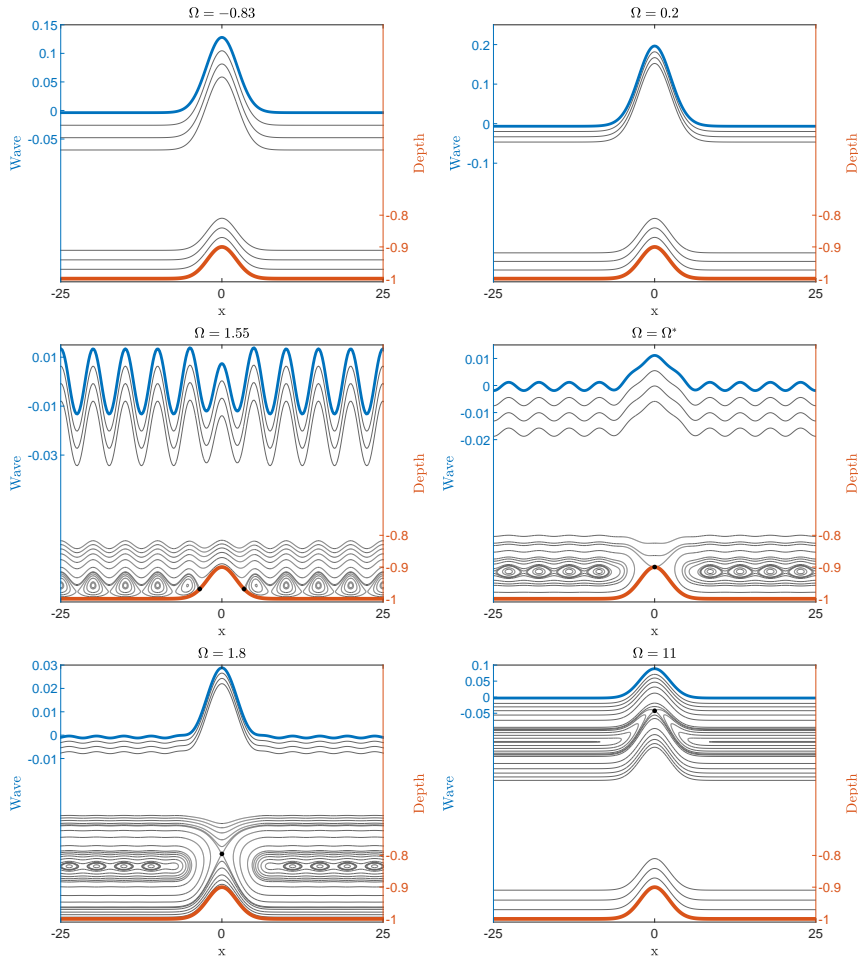 Ω = −0.83
0.15
0.1
0.05
0
-0.05
Wave
-0.8
-0.9
-1
Depth
-25
0
25
x
Ω = 0.2
0.2
0.1
0
-0.1
Wave
-0.8
-0.9
-1
Depth
-25
0
25
x
Ω = 1.55
0.01
-0.01
-0.03
Wave
-0.8
-0.9
-1
Depth
-25
0
25
x
Ω = Ω*
0.01
0
-0.01
-0.02
Wave
-0.8
-0.9
-1
Depth
-25
0
25
x
Ω = 1.8
0.03
0.02
0.01
0
-0.01
Wave
-0.8
-0.9
-1
Depth
-25
0
25
x
Ω = 11
0.1
0
-0.05
Wave
-0.8
-0.9
-1
Depth
-25
0
25
x